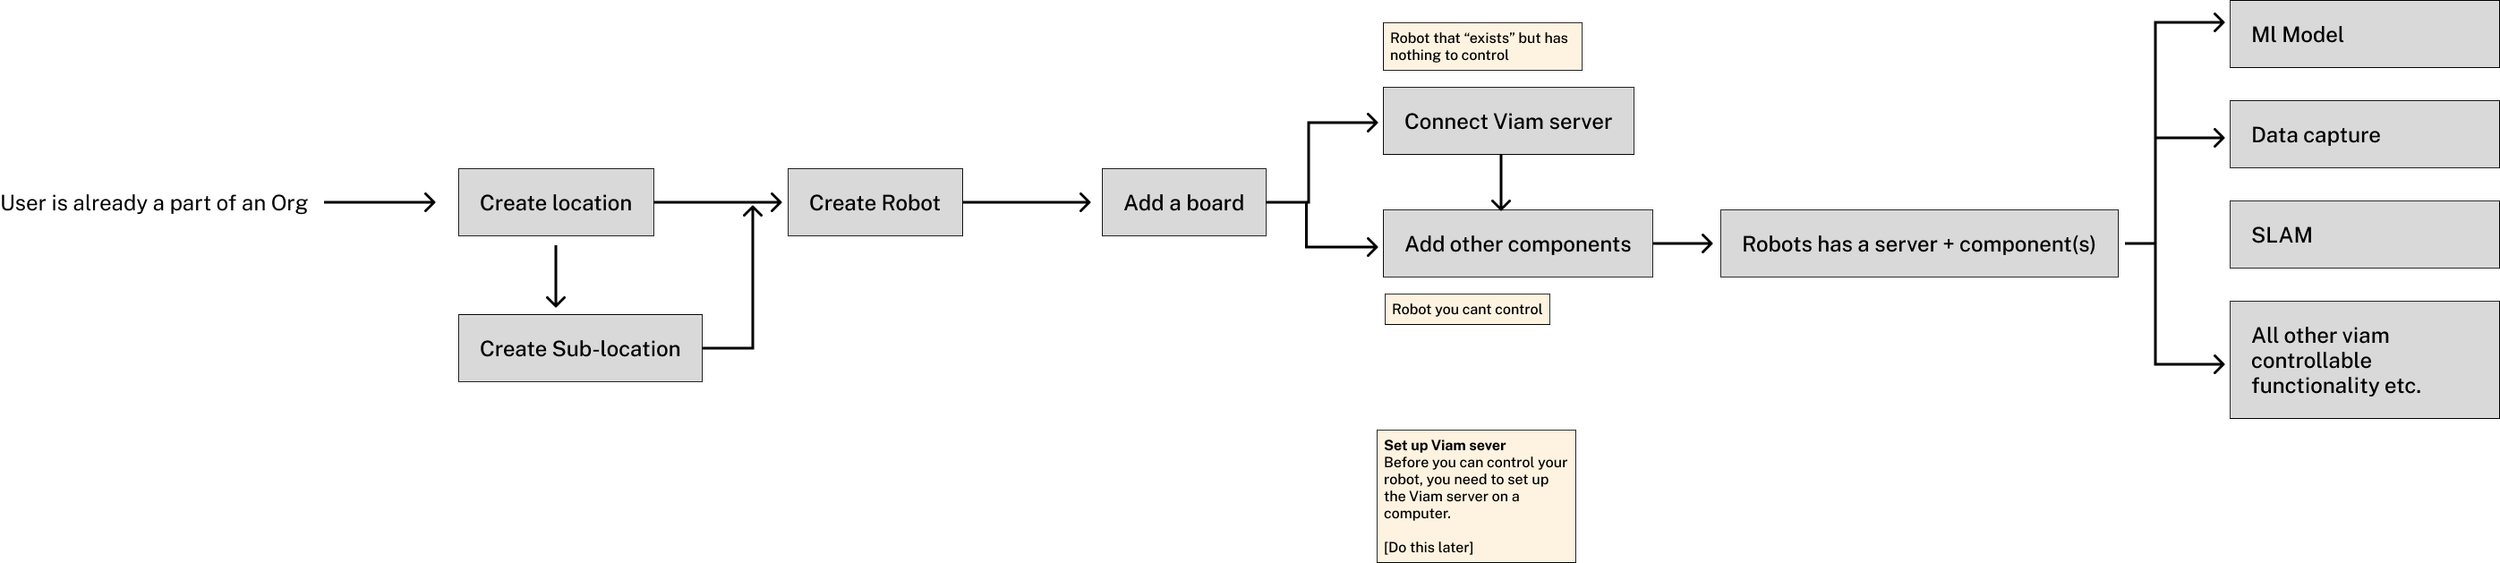 User is already a part of an Org
Create location
Create Sub-location
Create Robot
Add a board
Robot that “exists” but has
nothing to control
Connect Viam server
Add other components
Robot you cant control
Set up Viam sever
Before you can control your
robot, you need to set up
the Viam server on a
computer.
[Do this later]
Robots has a server + component(s)
Ml Model
Data capture
SLAM
All other viam
controllable
functionality etc.